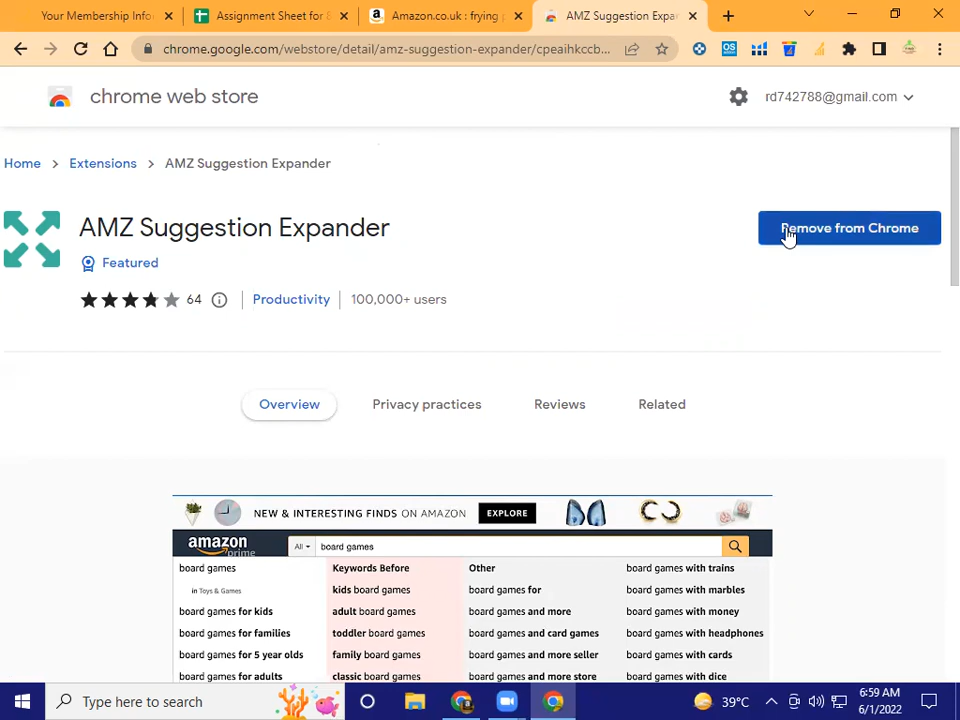 Your Membership Info
Assignment Sheet for 8
Amazon.co.uk : frying
AMZ Suggestion Expa
chrome.google.com/webstore/detail/amz-suggestion-expander/cpeaihkccb...
chrome web store
rd742788@gmail.com
Home > Extensions > AMZ Suggestion Expander
AMZ Suggestion Expander
Remove from Chrome
Featured
64
Productivity
100,000+ users
Overview
Privacy practices
Reviews
Related
NEW & INTERESTING FINDS ON AMAZON EXPLORE
amazon
prime
All
board games
board games
Keywords Before
Other
board games with trains
in Toys & Games
kids board games
board games for
board games with marbles
board games for kids
adult board games
board games and more
board games with money
board games for families
toddler board games
board games and card games
board games with headphones
board games for 5 year olds
family board games
board games and more seller
board games with cards
board games for adults
classic board games
board games and more store
board games with dice
Type here to search
39°C
6:59 AM
6/1/2022